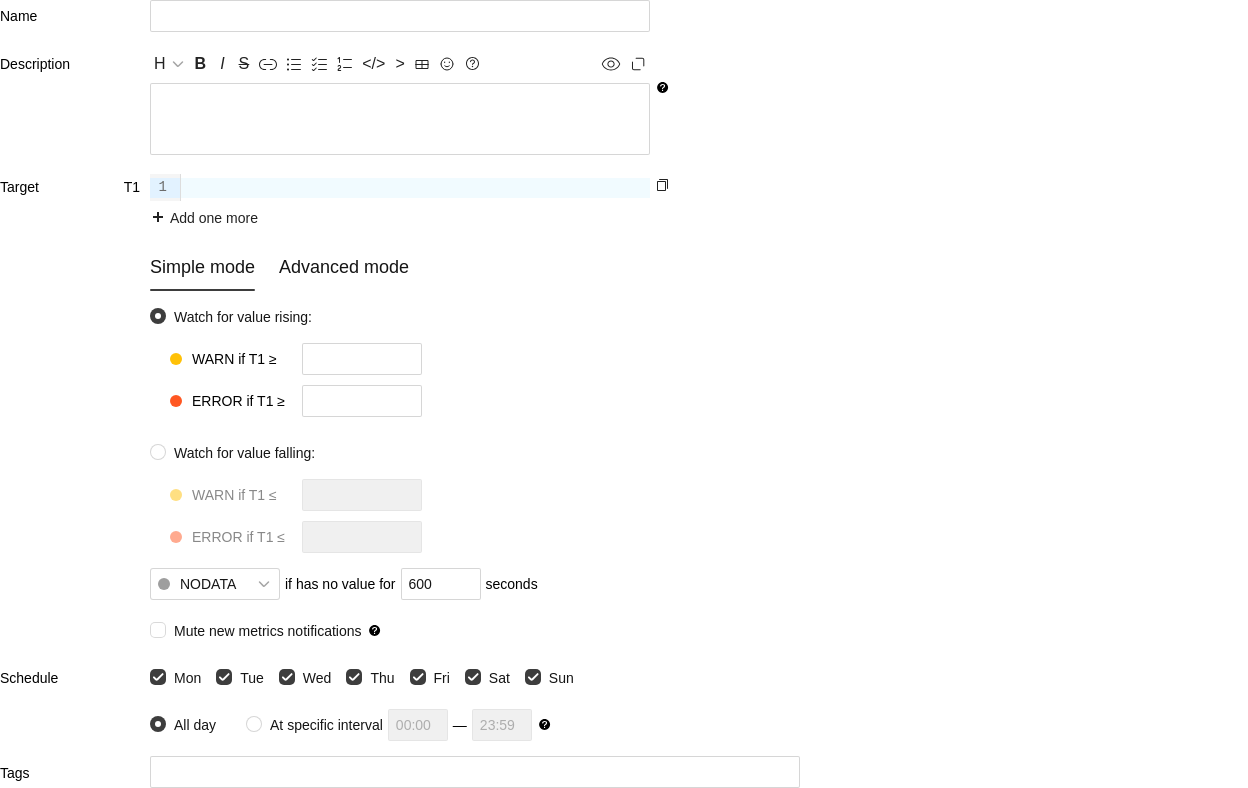 Name
Description H B I S </> >
Target T1 1
Add one more
Simple mode Advanced mode
Watch for value rising:
WARN if T1 ≥
ERROR if T1 ≥
Watch for value falling:
WARN if T1 ≤
ERROR if T1 ≤
NODATA if has no value for 600 seconds
Mute new metrics notifications
Schedule Mon Tue Wed Thu Fri Sat Sun
All day At specific interval 00:00 — 23:59
Tags